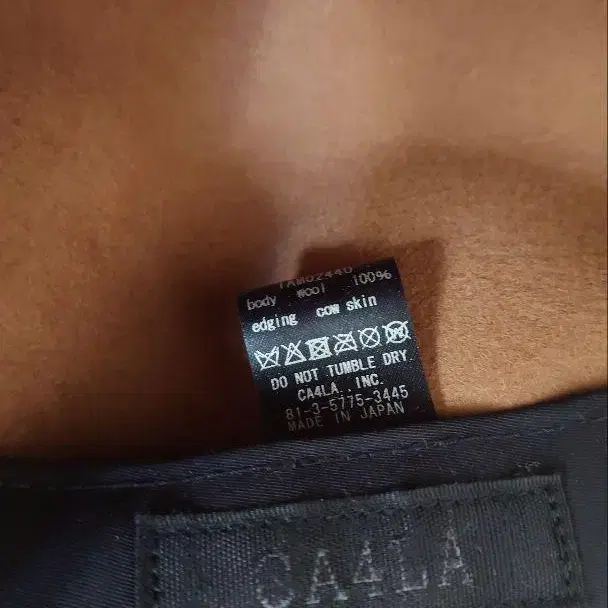 body wool 100%
edging cow skin
DO NOT TUMBLE DRY.
CA4LA., INC.
81-3-5775-3445
MADE IN JAPAN
CA4LA